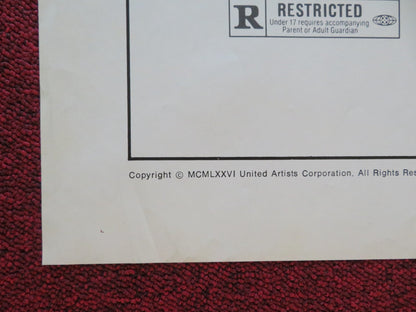 R
RESTRICTED
Under 17 requires accompanying
Parent or Adult Guardian
Copyright © MCMLXXVI United Artists Corporation, All Rights Res